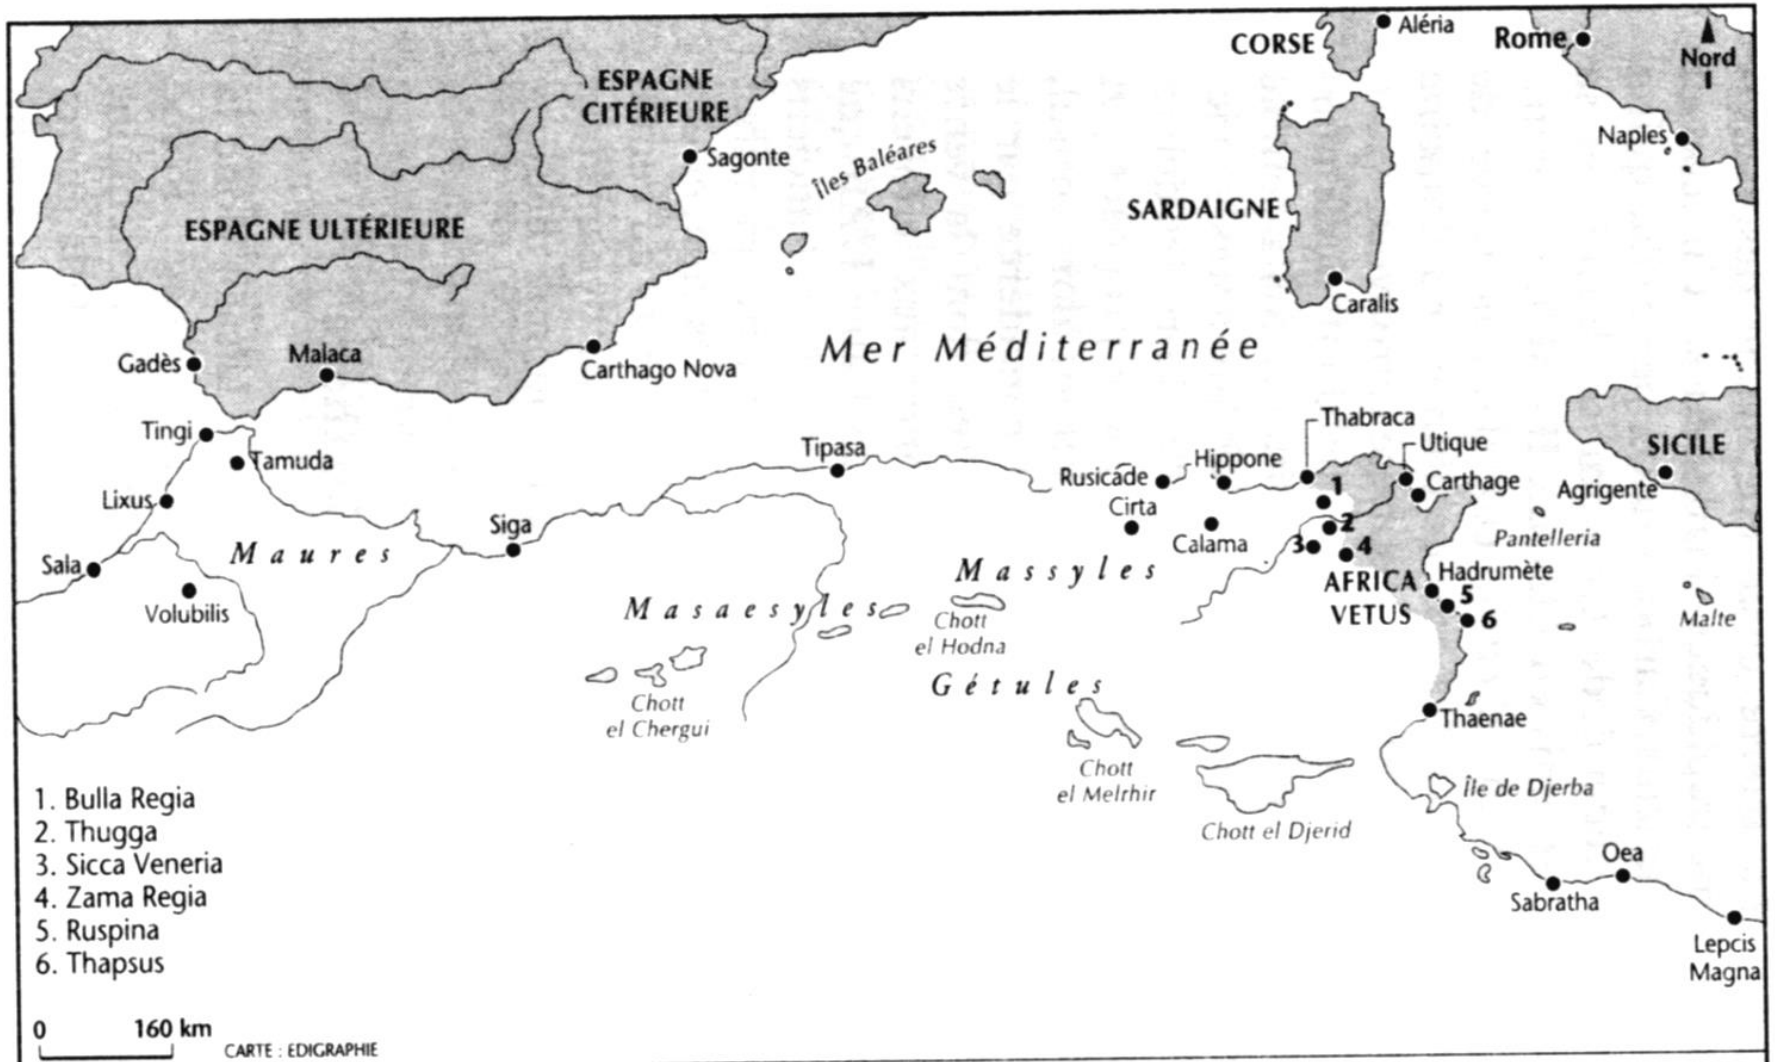 CORSE
Aléria
Rome
Nord
ESPAGNE
CITÉRIEURE
Naples
Sagonte
Îles Baléares
SARDAIGNE
ESPAGNE ULTÉRIEURE
Caralis
Mer Méditerranée
Gadès
Malaca
Carthago Nova
Thabraca
Tingi
Tamuda
Tipasa
Utique
SICILE
Rusicade
Hippone
1
Carthage
Agrigente
Lixus
Cirta
Siga
2
Calama
3
4
Pantelleria
Maures
Sala
Massyles
AFRICA
VETUS
Hadrumète
5
6
Volubilis
Masaesyles
Chott
el Hodna
Malte
Gétules
Chott
el Chergui
Thaenae
Chott
el Melrhir
Île de Djerba
Chott el Djerid
1. Bulla Regia
2. Thugga
3. Sicca Veneria
4. Zama Regia
5. Ruspina
6. Thapsus
Oea
Sabratha
Lepcis
Magna
0 160 km
CARTE : EDIGRAPHIE